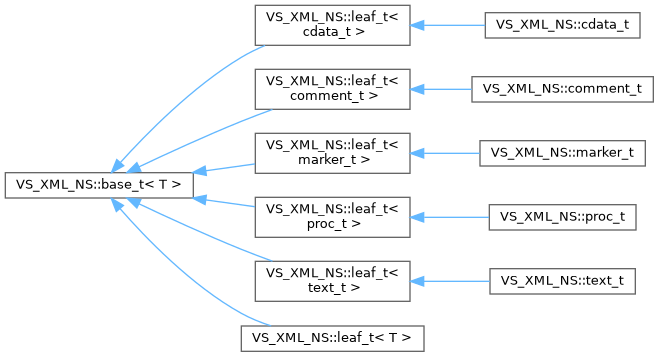 VS_XML_NS::leaf_t<
cdata_t >
VS_XML_NS::cdata_t
VS_XML_NS::leaf_t<
comment_t >
VS_XML_NS::comment_t
VS_XML_NS::leaf_t<
marker_t >
VS_XML_NS::marker_t
VS_XML_NS::base_t< T >
VS_XML_NS::leaf_t<
proc_t >
VS_XML_NS::proc_t
VS_XML_NS::leaf_t<
text_t >
VS_XML_NS::text_t
VS_XML_NS::leaf_t< T >